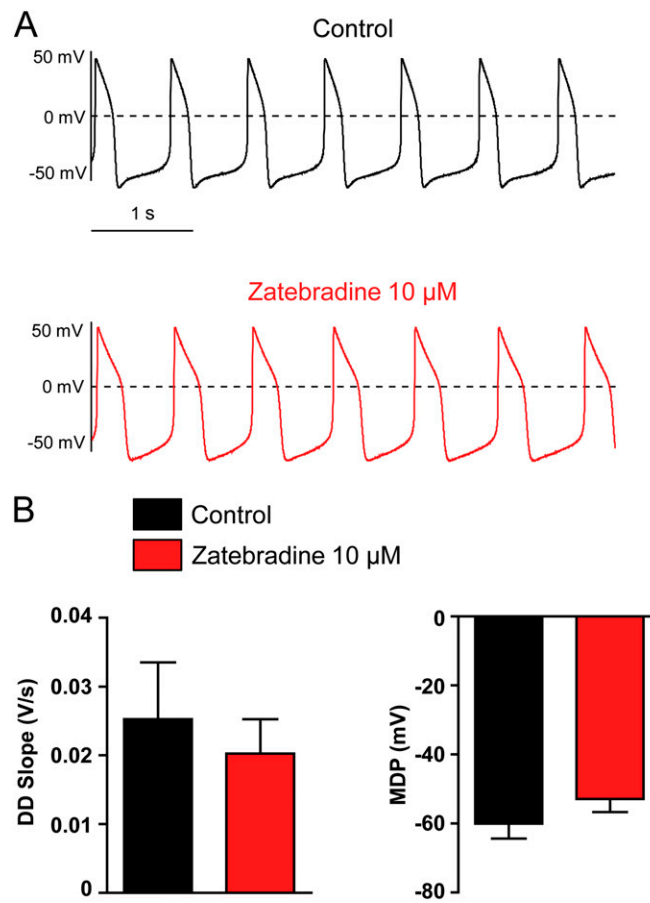 A
Control
50 mV
0 mV
-50 mV
1 s
Zatebradine 10 µM
50 mV
0 mV
-50 mV
B
Control
Zatebradine 10 µM
0.04
0.03
0.02
0.01
0
DD Slope (V/s)
0
-20
-40
-60
-80
MDP (mV)